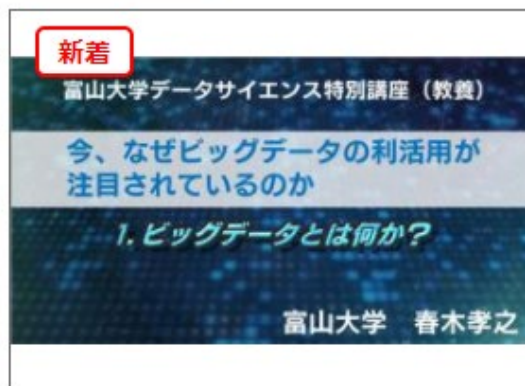 新着
富山大学データサイエンス特別講座（教養）
今、なぜビッグデータの利活用が
注目されているのか
1. ビッグデータとは何か?
富山大学　春木孝之